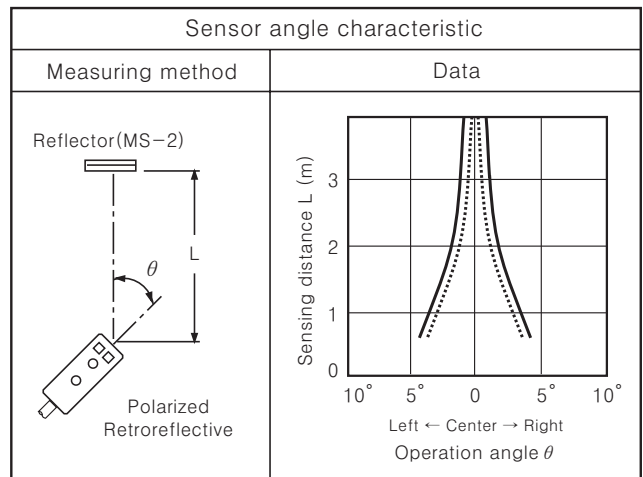 Sensor angle characteristic
Measuring method
Data
Reflector(MS-2)
L
θ
Polarized
Retroreflective
Sensing distance L (m)
3
2
1
0
10˚ 5˚ 0 5˚ 10˚
Left ← Center → Right
Operation angle θ